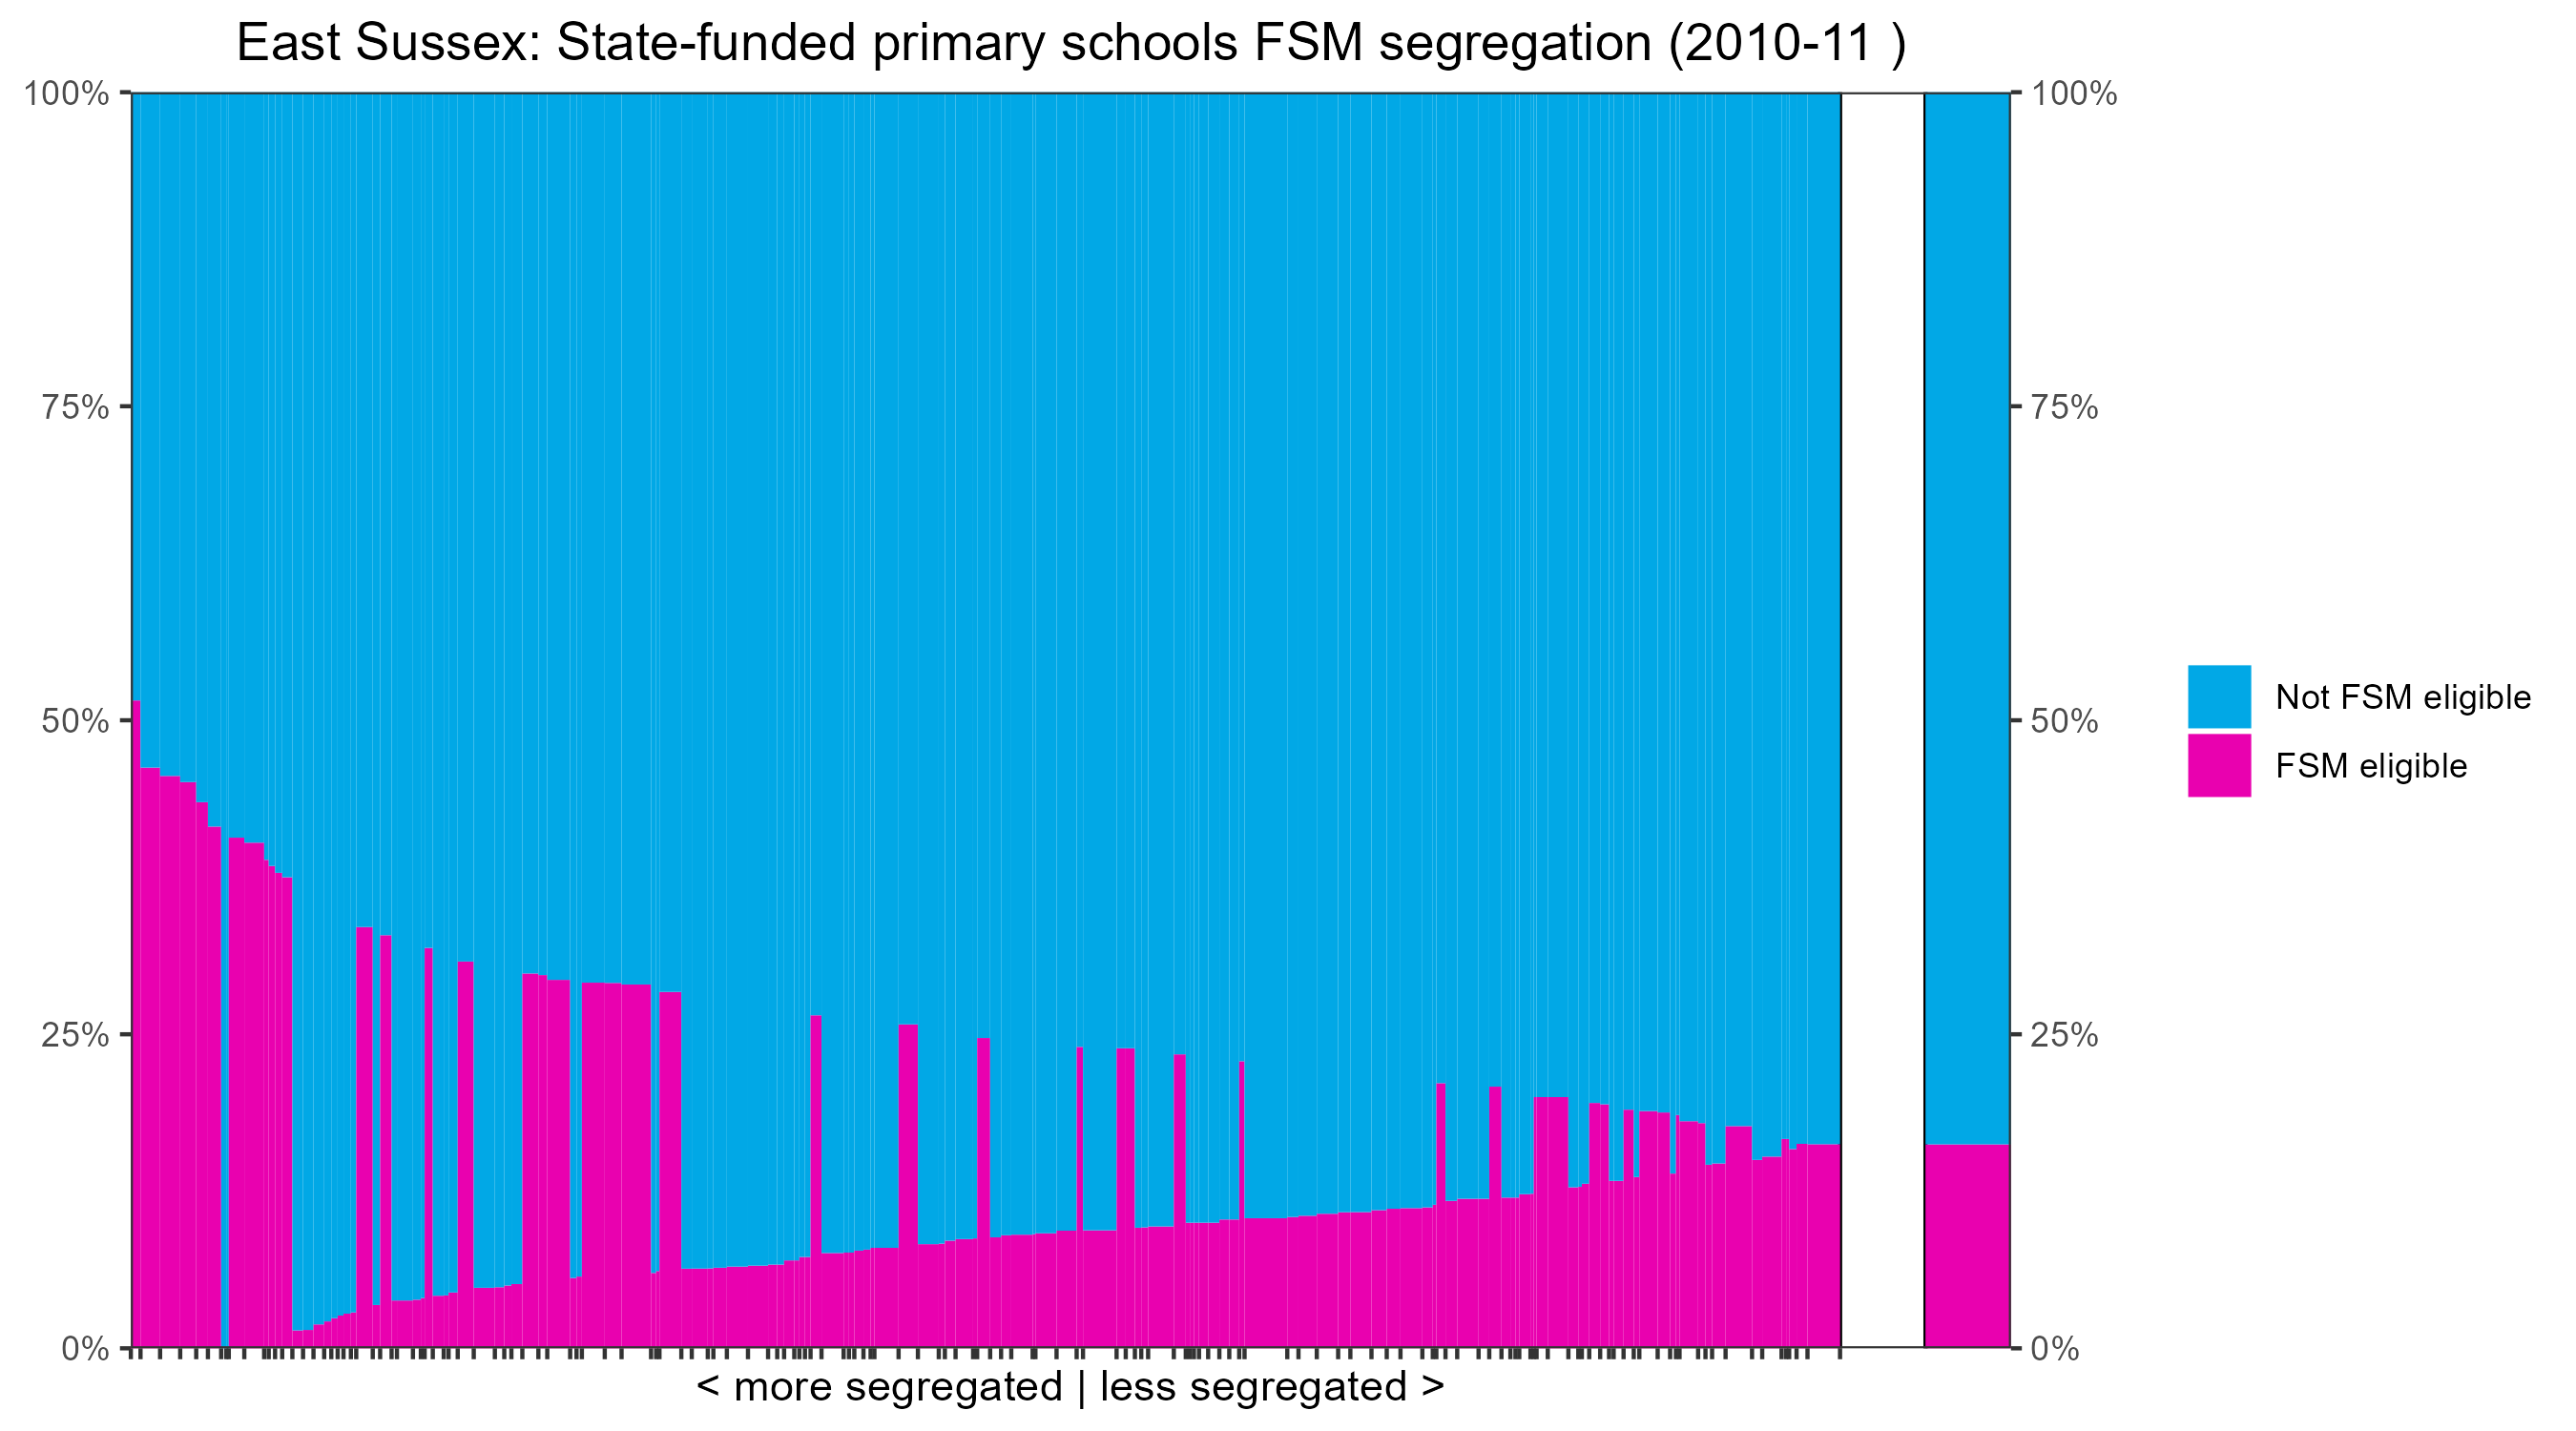 East Sussex: State-funded primary schools FSM segregation (2010-11 )
100%
75%
50%
25%
0%
100%
75%
50%
25%
0%
Not FSM eligible
FSM eligible
< more segregated | less segregated >